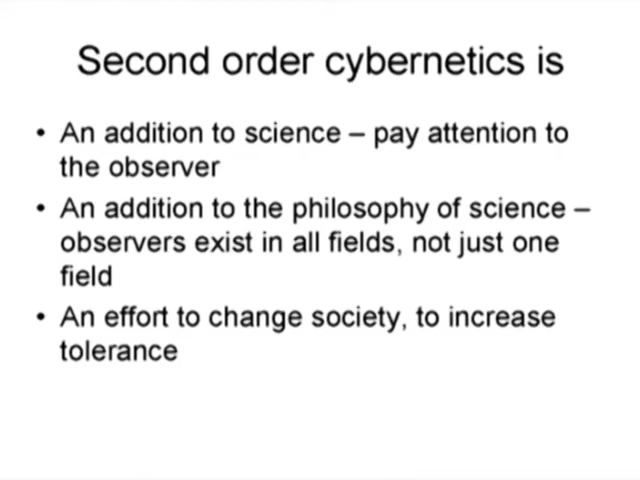 Second order cybernetics is
• An addition to science – pay attention to
the observer
• An addition to the philosophy of science –
observers exist in all fields, not just one
field
• An effort to change society, to increase
tolerance